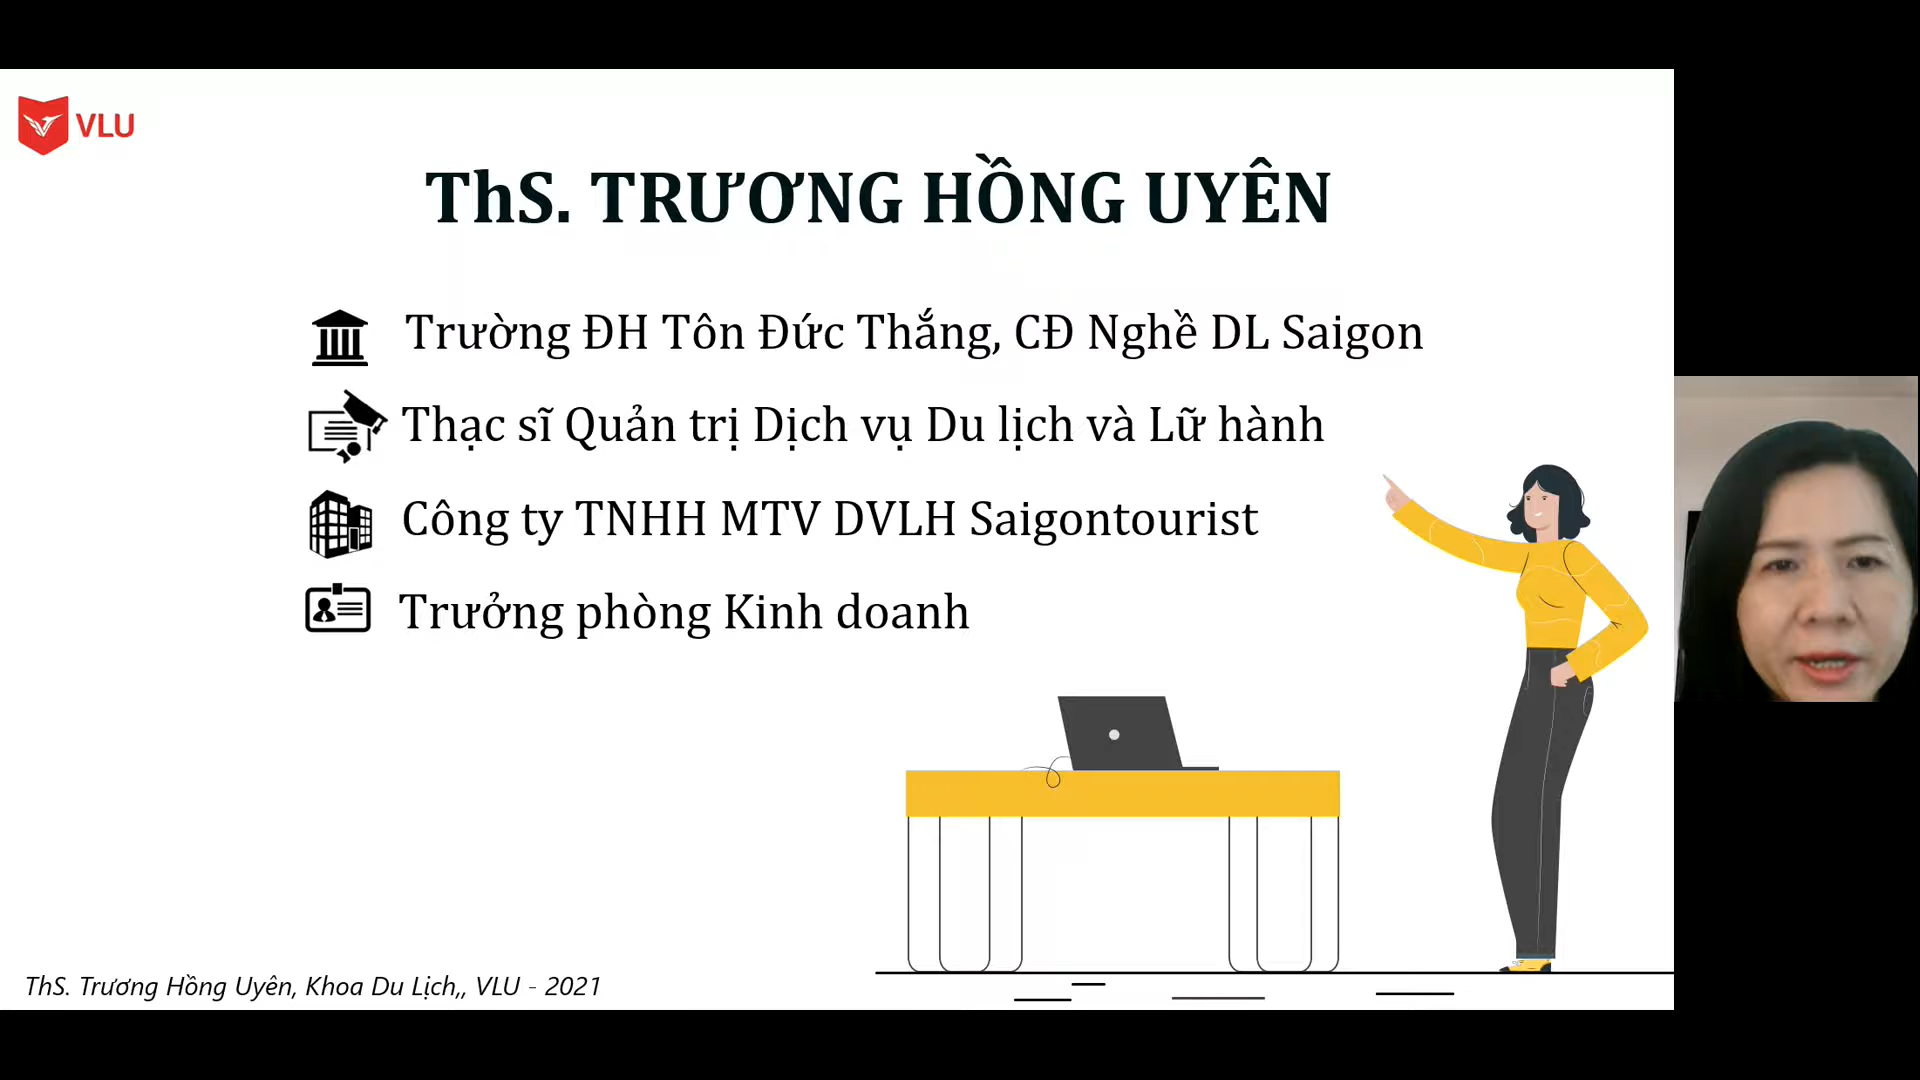 VLU
ThS. TRƯƠNG HỒNG UYÊN
Trường ĐH Tôn Đức Thắng, CĐ Nghề DL Saigon
Thạc sĩ Quản trị Dịch vụ Du lịch và Lữ hành
Công ty TNHH MTV DVLH Saigontourist
Trưởng phòng Kinh doanh
ThS. Trương Hồng Uyên, Khoa Du Lịch,, VLU - 2021